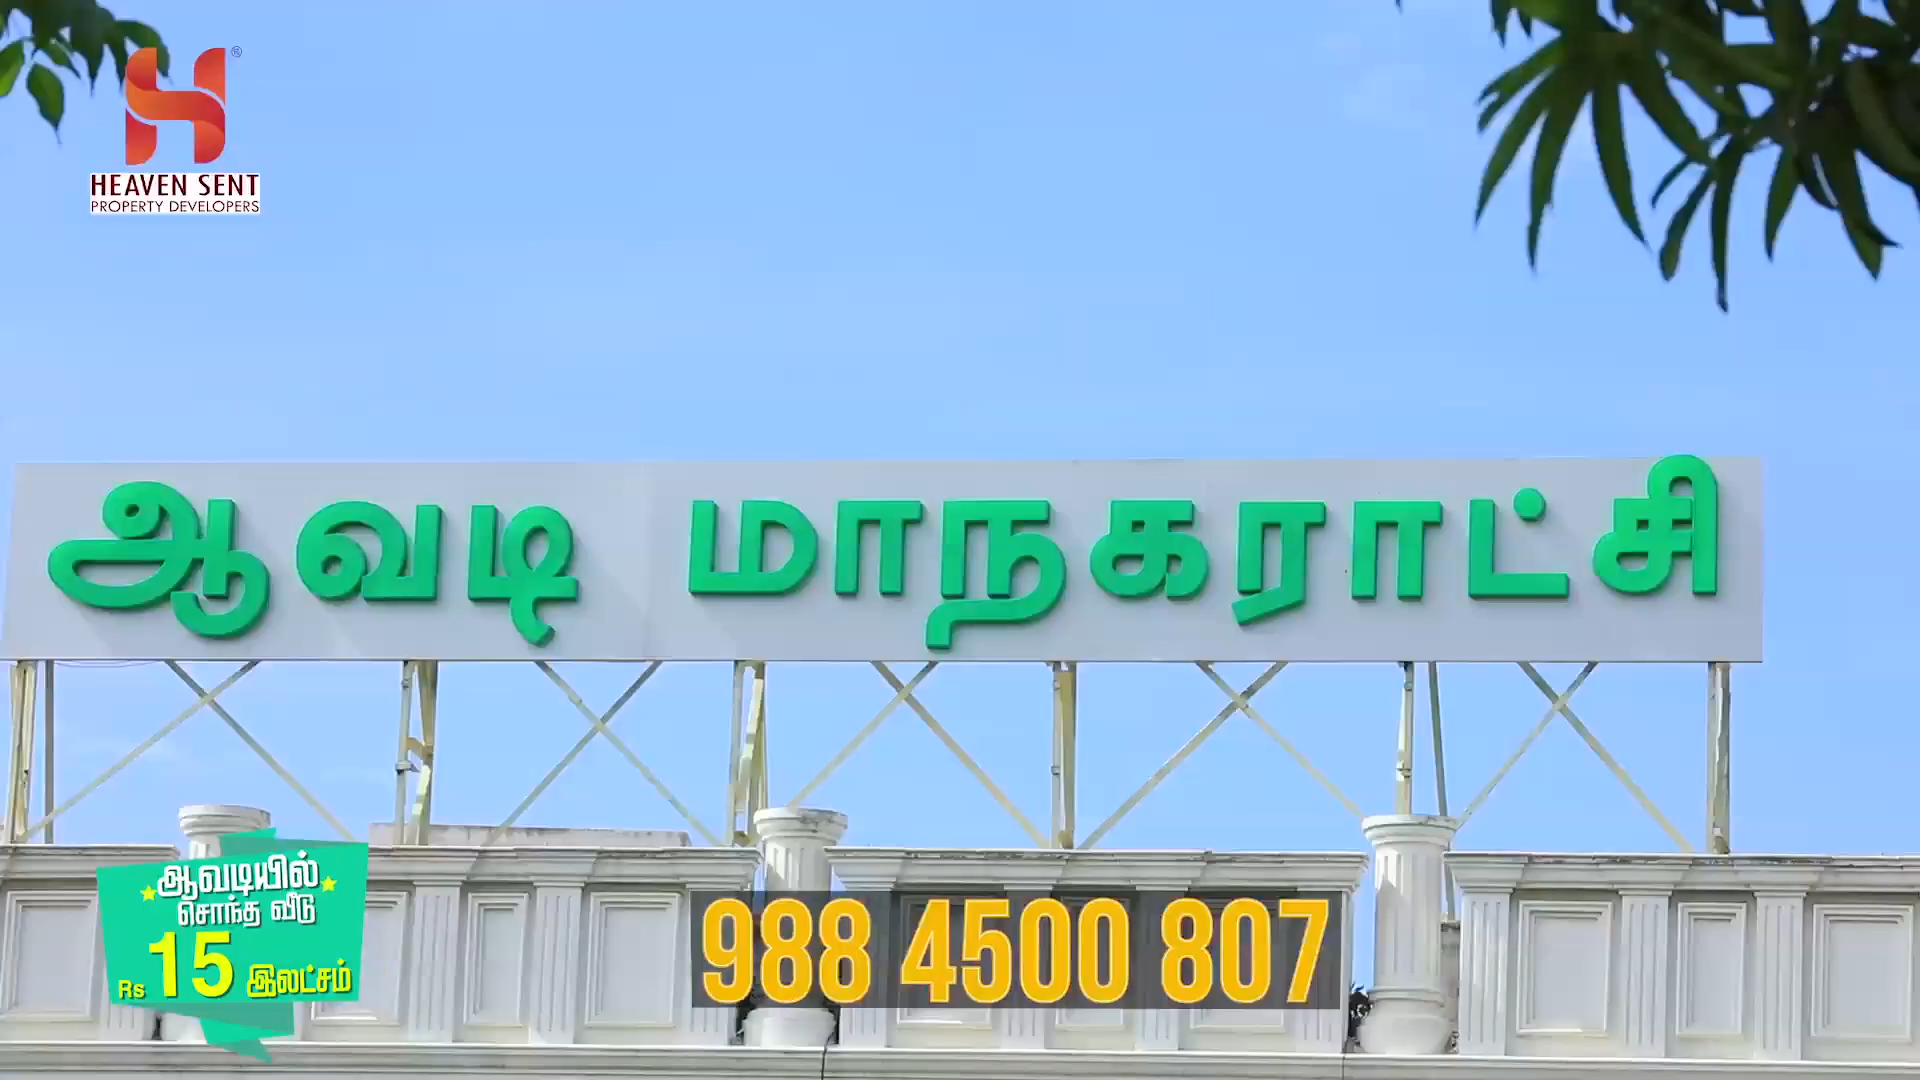 HEAVEN SENT
PROPERTY DEVELOPERS
ஆவடி மாநகராட்சி
ஆவடியில்
சொந்த வீடு
Rs 15 இலட்சம்
988 4500 807